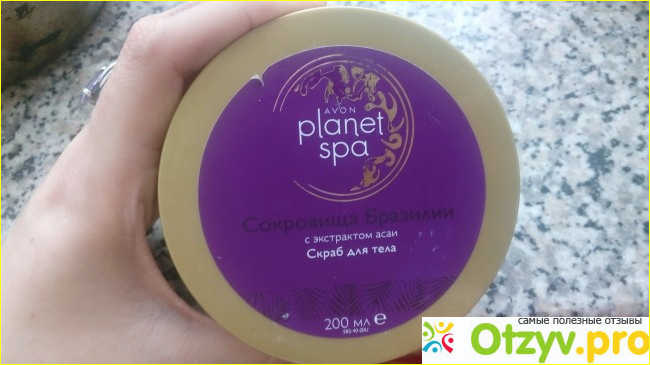 AVON
planet
spa
Сокровища Бразилии
с экстрактом асаи
Скраб для тела
200 мл e
самые полезные отзывы
Otzyv.pro